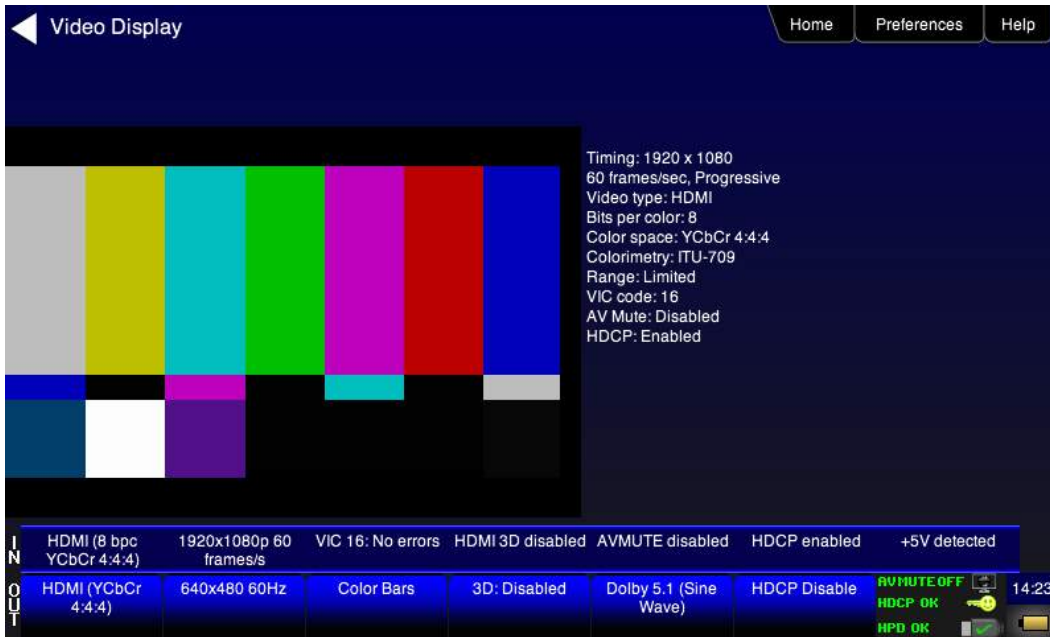 Video Display
Home
Preferences
Help
Timing: 1920 x 1080
60 frames/sec, Progressive
Video type: HDMI
Bits per color: 8
Color space: YCbCr 4:4:4
Colorimetry: ITU-709
Range: Limited
VIC code: 16
AV Mute: Disabled
HDCP: Enabled
IN
HDMI (8 bpc
YCbCr 4:4:4)
1920x1080p 60
frames/s
VIC 16: No errors
HDMI 3D disabled
AVMUTE disabled
HDCP enabled
+5V detected
OUT
HDMI (YCbCr
4:4:4)
640x480 60Hz
Color Bars
3D: Disabled
Dolby 5.1 (Sine
Wave)
HDCP Disable
AVMUTE OFF
HDCP OK
HPD OK
14:23